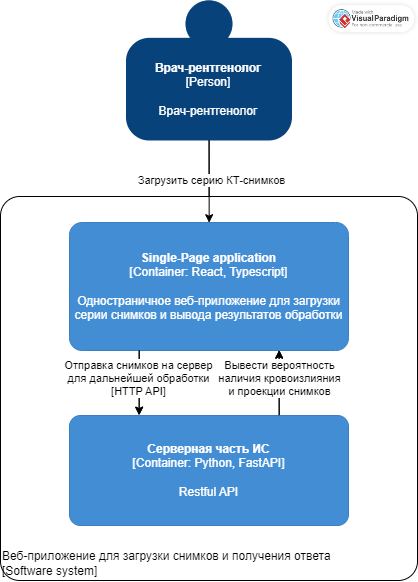 Made with
VisualParadigm
For non-commercial use
Врач-рентгенолог
[Person]
Врач-рентгенолог
Загрузить серию КТ-снимков
Single-Page application
[Container: React, Typescript]
Одностраничное веб-приложение для загрузки
серии снимков и вывода результатов обработки
Отправка снимков на сервер
для дальнейшей обработки
[HTTP API]
Вывести вероятность
наличия кровоизлияния
и проекции снимков
Серверная часть ИС
[Container: Python, FastAPI]
Restful API
Веб-приложение для загрузки снимков и получения ответа
[Software system]